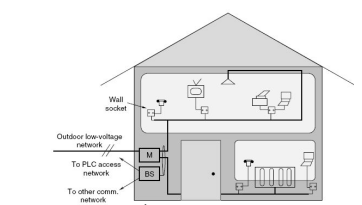 Wall
socket
Outdoor low-voltage
network
M
To PLC access
network
BS
To other comm.
network